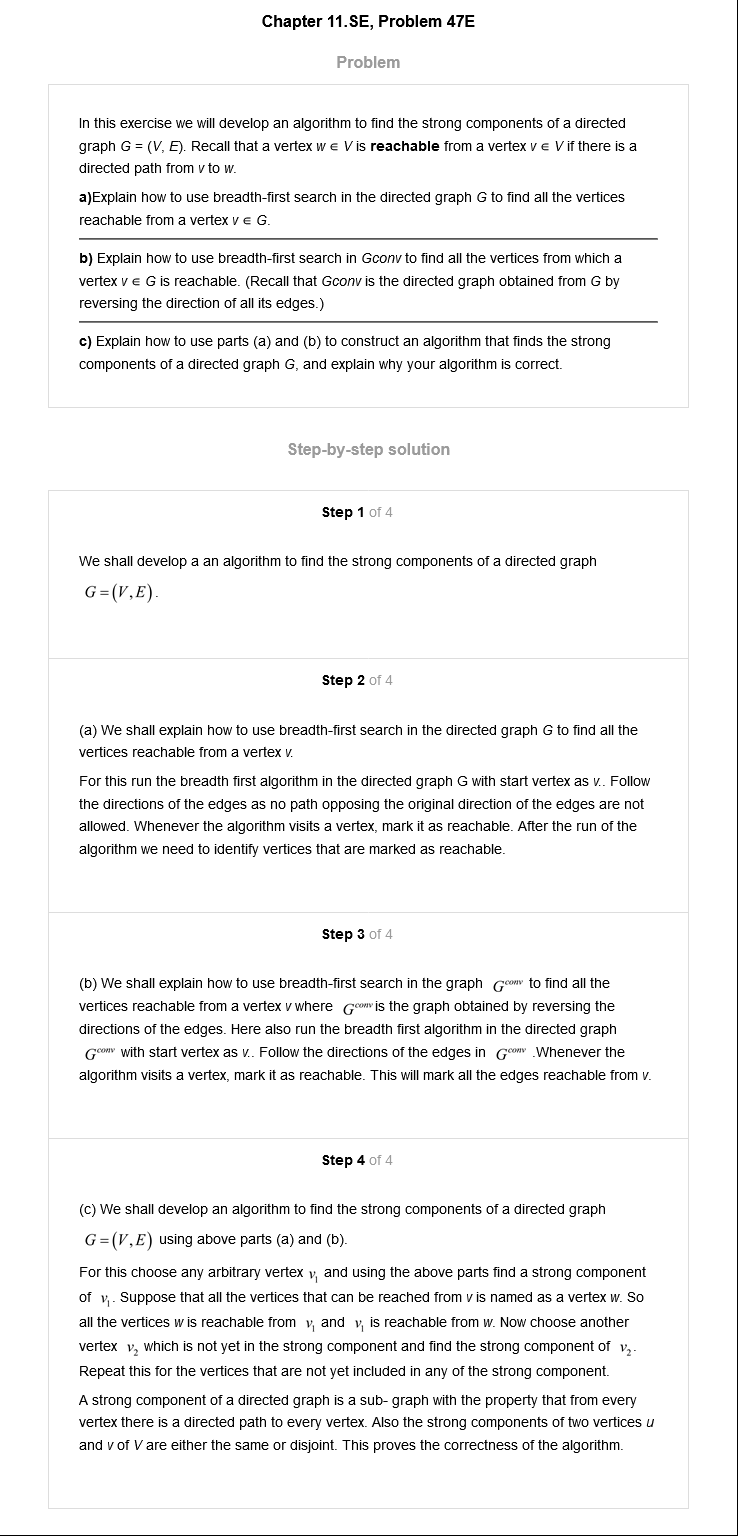 Chapter 11.SE, Problem 47E
Problem
In this exercise we will develop an algorithm to find the strong components of a directed
graph G = (V, E). Recall that a vertex w ∈ V is reachable from a vertex v ∈ V if there is a
directed path from v to w.
a)Explain how to use breadth-first search in the directed graph G to find all the vertices
reachable from a vertex v ∈ G.
b) Explain how to use breadth-first search in Gconv to find all the vertices from which a
vertex v ∈ G is reachable. (Recall that Gconv is the directed graph obtained from G by
reversing the direction of all its edges.)
c) Explain how to use parts (a) and (b) to construct an algorithm that finds the strong
components of a directed graph G, and explain why your algorithm is correct.
Step-by-step solution
Step 1 of 4
We shall develop a an algorithm to find the strong components of a directed graph
G = (V, E).
Step 2 of 4
(a) We shall explain how to use breadth-first search in the directed graph G to find all the
vertices reachable from a vertex v.
For this run the breadth first algorithm in the directed graph G with start vertex as v.. Follow
the directions of the edges as no path opposing the original direction of the edges are not
allowed. Whenever the algorithm visits a vertex, mark it as reachable. After the run of the
algorithm we need to identify vertices that are marked as reachable.
Step 3 of 4
(b) We shall explain how to use breadth-first search in the graph G^conv to find all the
vertices reachable from a vertex v where G^conv is the graph obtained by reversing the
directions of the edges. Here also run the breadth first algorithm in the directed graph
G^conv with start vertex as v.. Follow the directions of the edges in G^conv .Whenever the
algorithm visits a vertex, mark it as reachable. This will mark all the edges reachable from v.
Step 4 of 4
(c) We shall develop an algorithm to find the strong components of a directed graph
G = (V, E) using above parts (a) and (b).
For this choose any arbitrary vertex v₁ and using the above parts find a strong component
of v₁. Suppose that all the vertices that can be reached from v is named as a vertex w. So
all the vertices w is reachable from v₁ and v₁ is reachable from w. Now choose another
vertex v₂ which is not yet in the strong component and find the strong component of v₂.
Repeat this for the vertices that are not yet included in any of the strong component.
A strong component of a directed graph is a sub- graph with the property that from every
vertex there is a directed path to every vertex. Also the strong components of two vertices u
and v of V are either the same or disjoint. This proves the correctness of the algorithm.